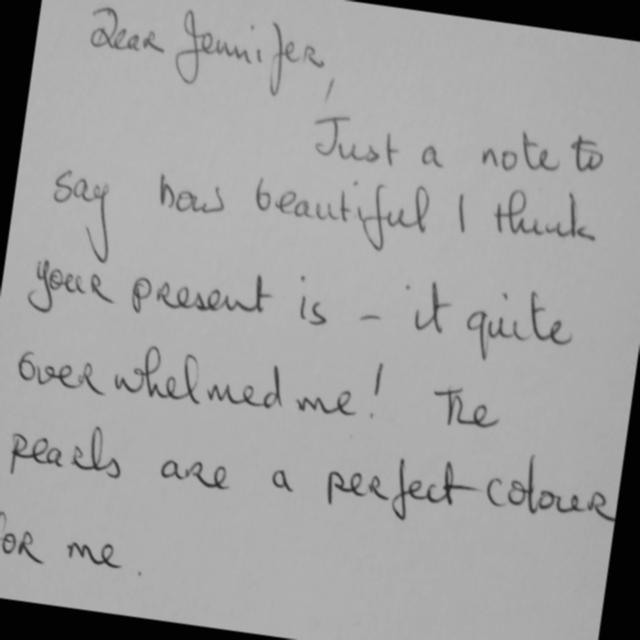 Dear Jennifer,
Just a note to
say how beautiful I think
your present is – it quite
overwhelmed me! The
pearls are a perfect colour
for me.